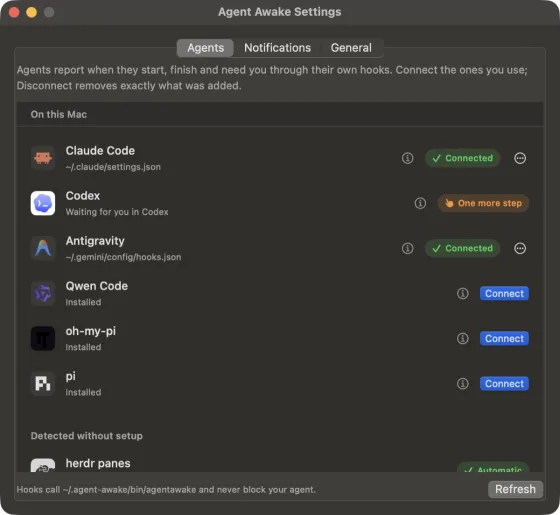 Agent Awake Settings
Agents Notifications General
Agents report when they start, finish and need you through their own hooks. Connect the ones you use;
Disconnect removes exactly what was added.
On this Mac
Claude Code
~/.claude/settings.json
Connected
Codex
Waiting for you in Codex
One more step
Antigravity
~/.gemini/config/hooks.json
Connected
Qwen Code
Installed
Connect
oh-my-pi
Installed
Connect
pi
Installed
Connect
Detected without setup
herdr panes
Automatic
Hooks call ~/.agent-awake/bin/agentawake and never block your agent.
Refresh